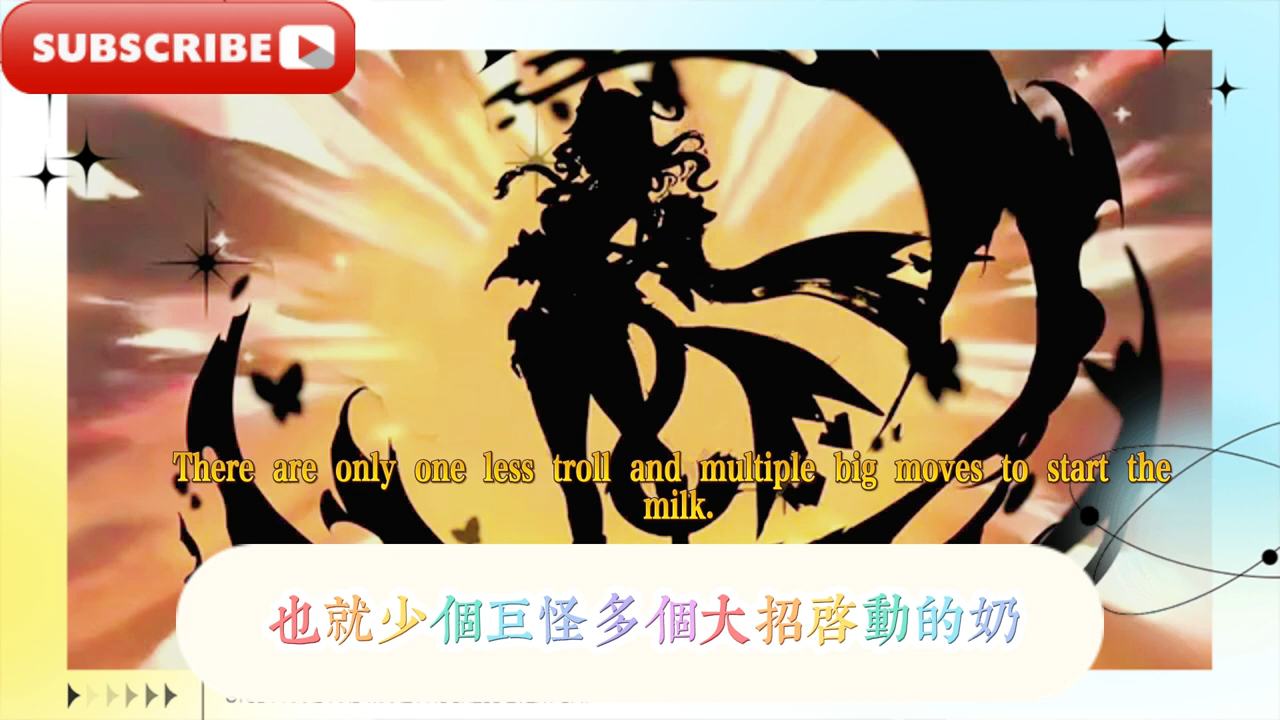 SUBSCRIBE
There are only one less troll and multiple big moves to start the
milk.
也就少個巨怪多個大招啓動的奶